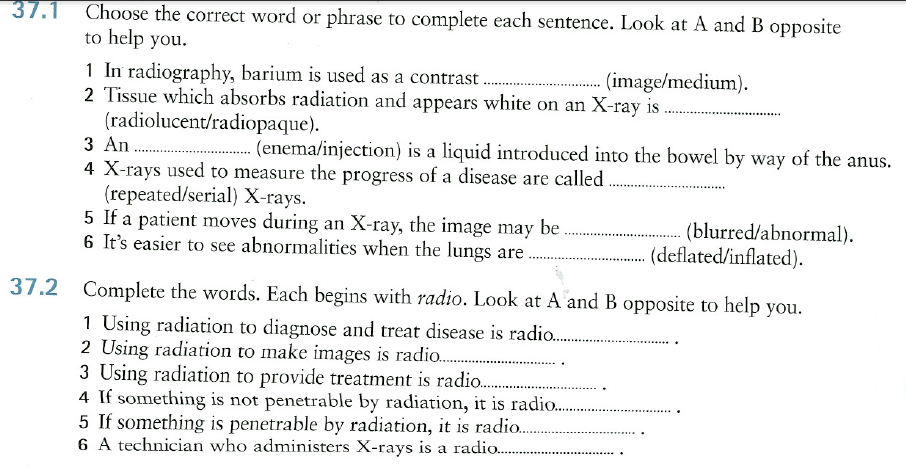 37.1 Choose the correct word or phrase to complete each sentence. Look at A and B opposite
to help you.
1 In radiography, barium is used as a contrast .............................. (image/medium).
2 Tissue which absorbs radiation and appears white on an X-ray is ..............................
(radiolucent/radiopaque).
3 An .............................. (enema/injection) is a liquid introduced into the bowel by way of the anus.
4 X-rays used to measure the progress of a disease are called ..............................
(repeated/serial) X-rays.
5 If a patient moves during an X-ray, the image may be .............................. (blurred/abnormal).
6 It's easier to see abnormalities when the lungs are .............................. (deflated/inflated).
37.2 Complete the words. Each begins with radio. Look at A and B opposite to help you.
1 Using radiation to diagnose and treat disease is radio.............................. .
2 Using radiation to make images is radio.............................. .
3 Using radiation to provide treatment is radio.............................. .
4 If something is not penetrable by radiation, it is radio.............................. .
5 If something is penetrable by radiation, it is radio.............................. .
6 A technician who administers X-rays is a radio.............................. .